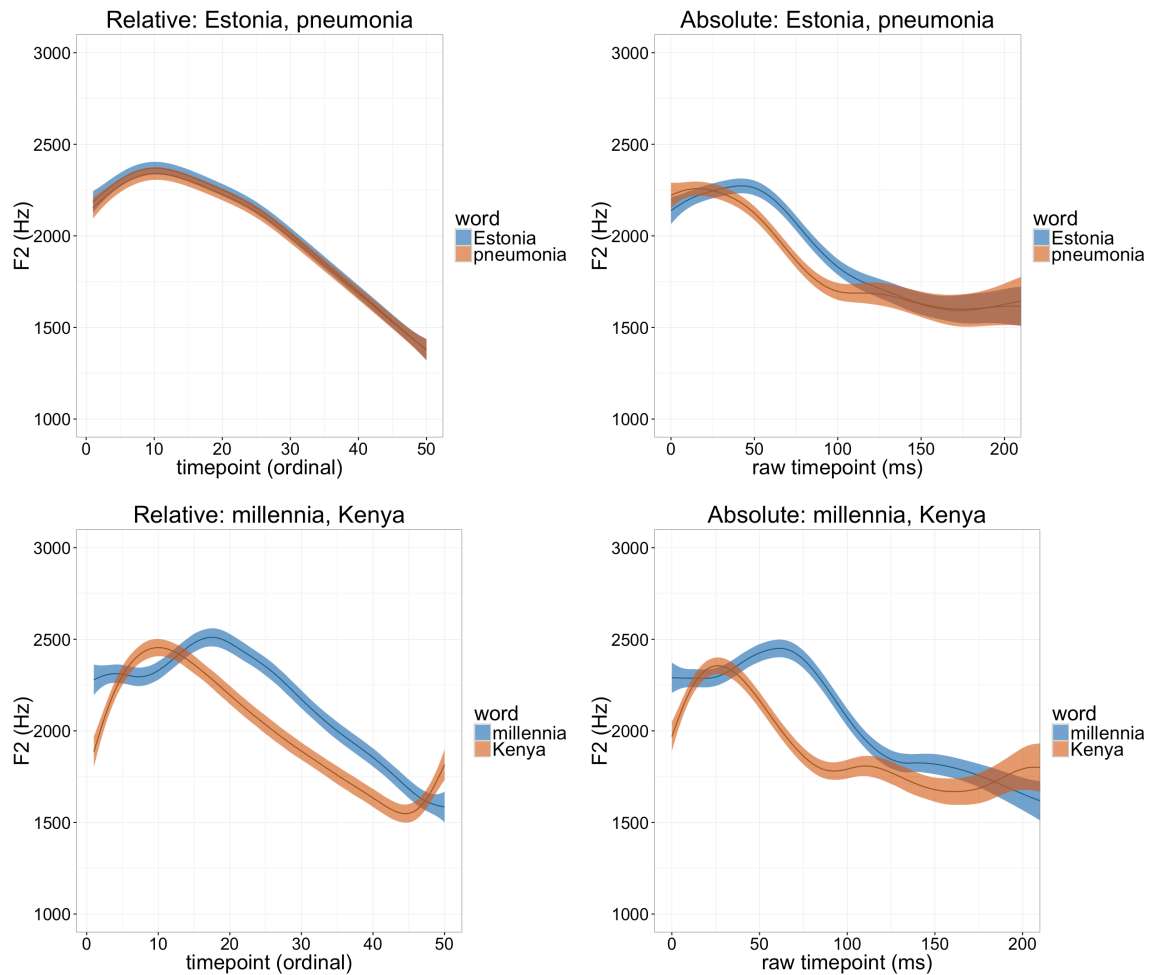 Relative: Estonia, pneumonia
3000
2500
2000
1500
1000
F2 (Hz)
0 10 20 30 40 50
timepoint (ordinal)
word
Estonia
pneumonia
Absolute: Estonia, pneumonia
3000
2500
2000
1500
1000
F2 (Hz)
0 50 100 150 200
raw timepoint (ms)
word
Estonia
pneumonia
Relative: millennia, Kenya
3000
2500
2000
1500
1000
F2 (Hz)
0 10 20 30 40 50
timepoint (ordinal)
word
millennia
Kenya
Absolute: millennia, Kenya
3000
2500
2000
1500
1000
F2 (Hz)
0 50 100 150 200
raw timepoint (ms)
word
millennia
Kenya